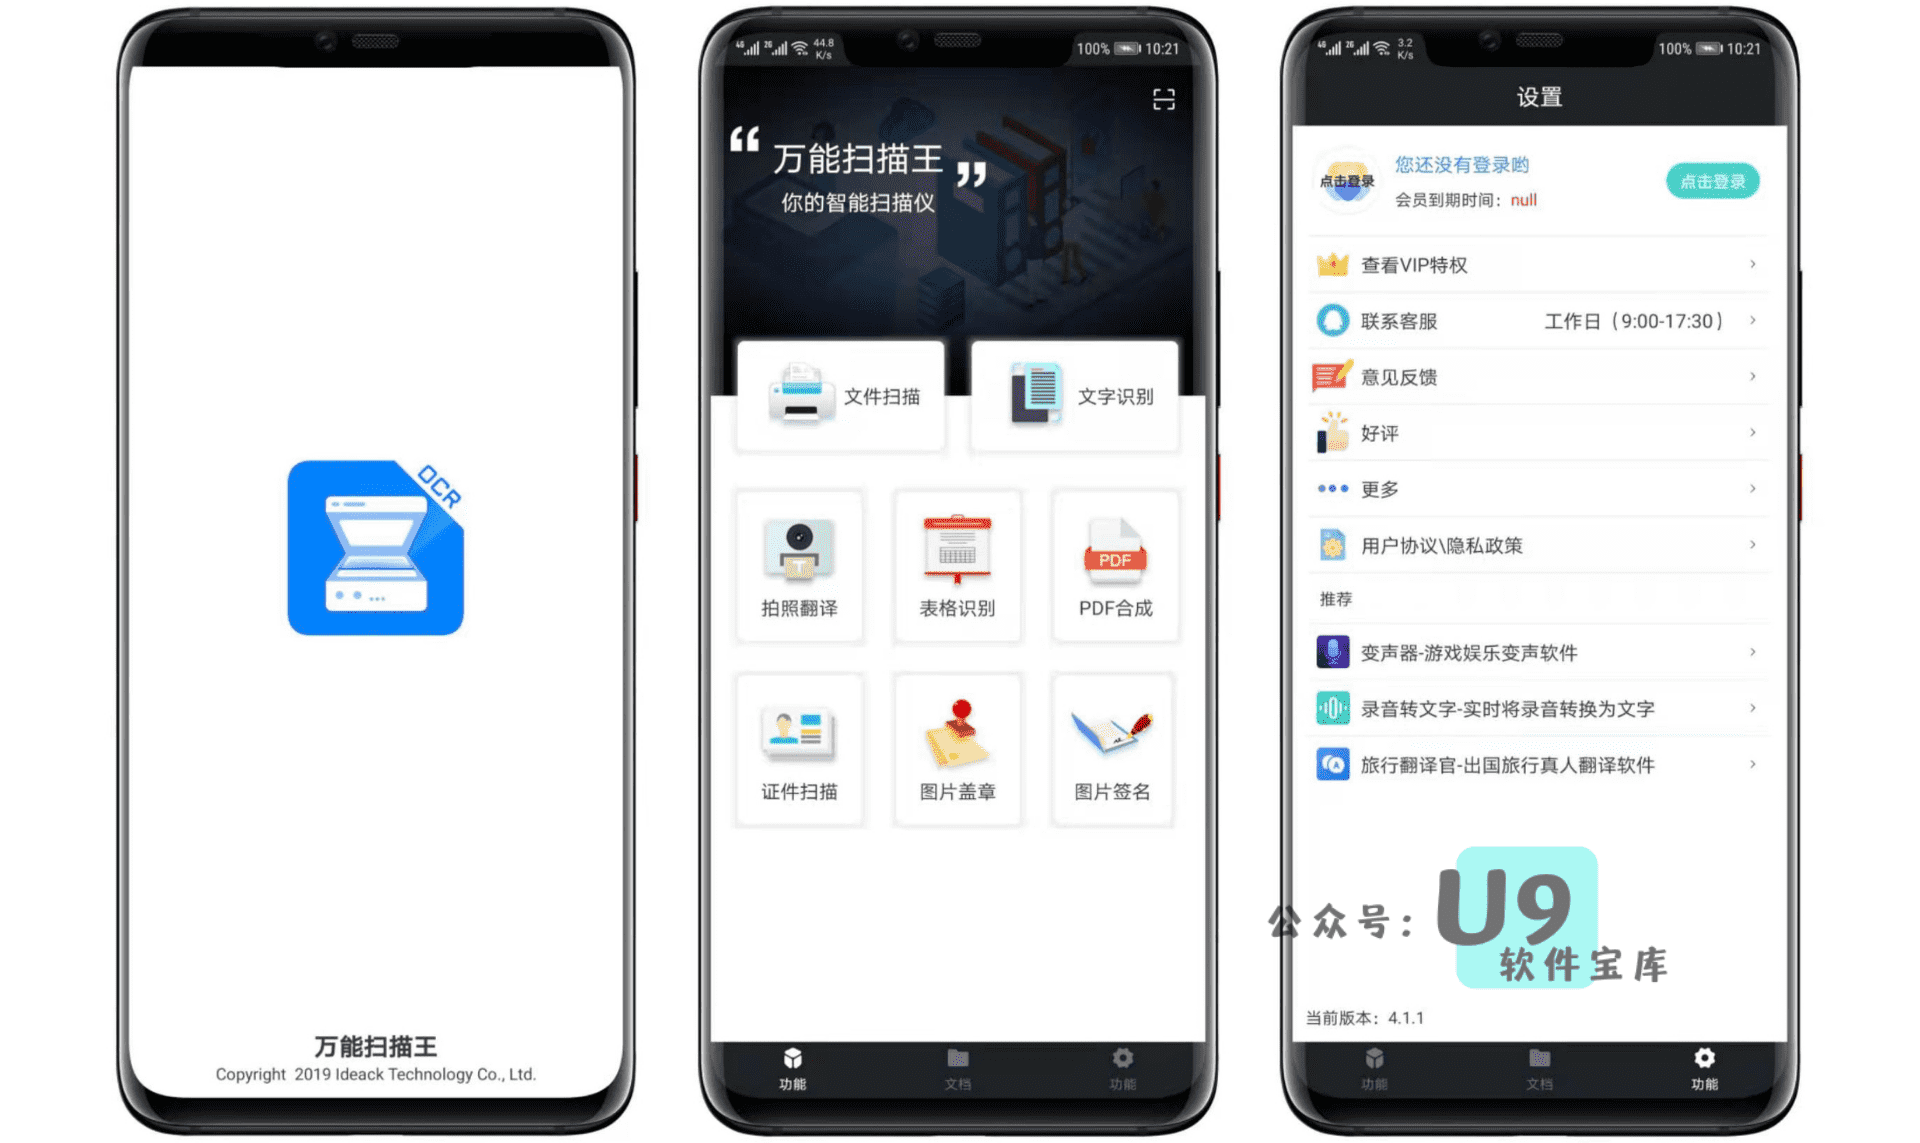 OCR
万能扫描王
Copyright 2019 Ideack Technology Co., Ltd.
4G 2G 44.8 K/s 100% 10:21
“ 万能扫描王 ”
你的智能扫描仪
文件扫描
文字识别
拍照翻译
表格识别
PDF
PDF合成
证件扫描
图片盖章
图片签名
功能
文档
功能
4G 2G 3.2 K/s 100% 10:21
设置
点击登录
您还没有登录哟
会员到期时间：null
点击登录
查看VIP特权
联系客服 工作日（9:00-17:30）
意见反馈
好评
更多
用户协议\隐私政策
推荐
变声器-游戏娱乐变声软件
录音转文字-实时将录音转换为文字
A
旅行翻译官-出国旅行真人翻译软件
公众号：U9
软件宝库
当前版本：4.1.1
功能
文档
功能